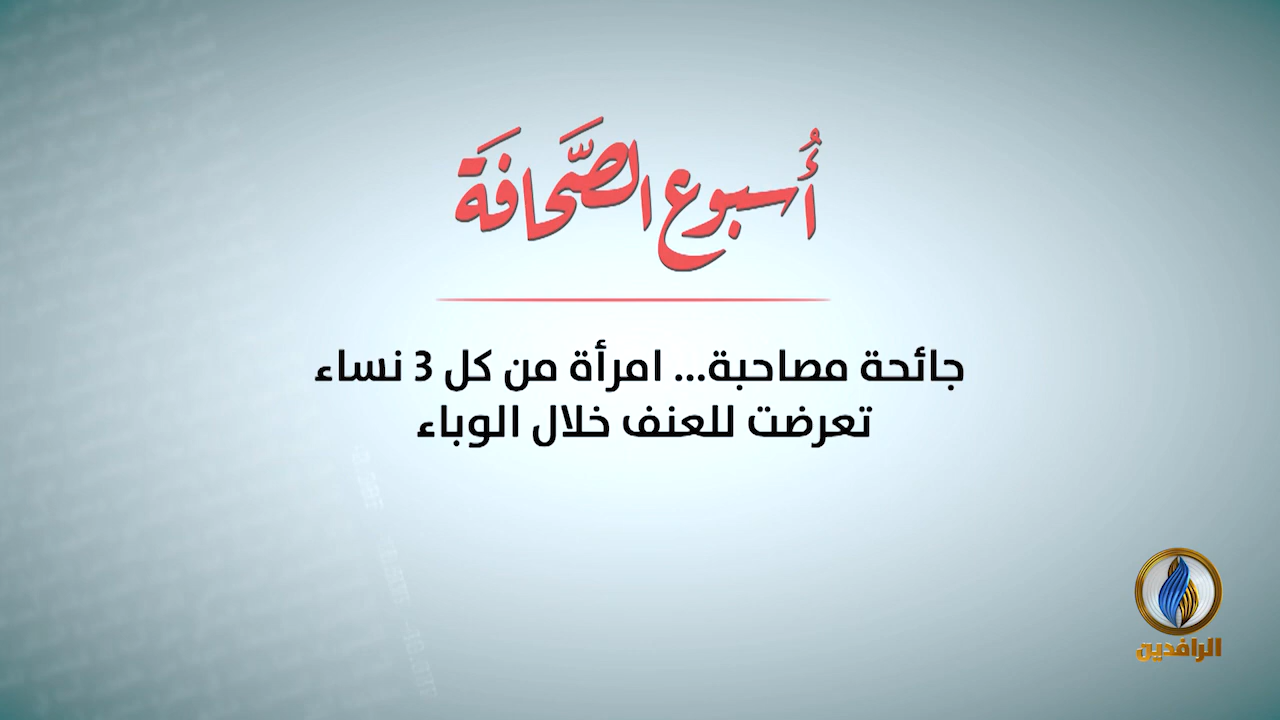 أُسبوع الصَّحافَة
جائحة مصاحبة... امرأة من كل 3 نساء
تعرضت للعنف خلال الوباء
الرافدين